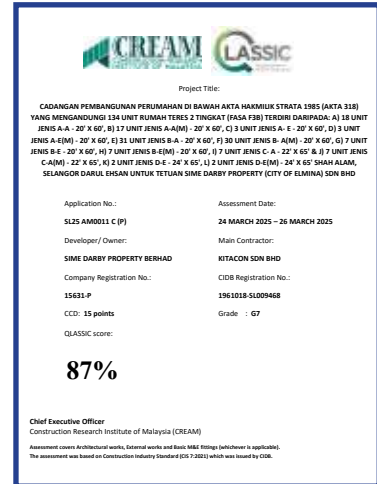 CREAM
QLASSIC
Project Title:
CADANGAN PEMBANGUNAN PERUMAHAN DI BAWAH AKTA HAKMILIK STRATA 1985 (AKTA 318)
YANG MENGANDUNGI 134 UNIT RUMAH TERES 2 TINGKAT (FASA F3B) TERDIRI DARIPADA: A) 18 UNIT
JENIS A-A - 20' X 60', B) 17 UNIT JENIS A-A(M) - 20' X 60', C) 3 UNIT JENIS A- E - 20' X 60', D) 3 UNIT
JENIS A-E(M) - 20' X 60', E) 31 UNIT JENIS B-A - 20' X 60', F) 30 UNIT JENIS B- A(M) - 20' X 60', G) 7 UNIT
JENIS B-E - 20' X 60', H) 7 UNIT JENIS B-E(M) - 20' X 60', I) 7 UNIT JENIS C- A - 22' X 65' & J) 7 UNIT JENIS
C-A(M) - 22' X 65', K) 2 UNIT JENIS D-E - 24' X 65', L) 2 UNIT JENIS D-E(M) - 24' X 65' SHAH ALAM,
SELANGOR DARUL EHSAN UNTUK TETUAN SIME DARBY PROPERTY (CITY OF ELMINA) SDN BHD
Application No.: Assessment Date:
SL25 AM0011 C (P) 24 MARCH 2025 – 26 MARCH 2025
Developer/ Owner: Main Contractor:
SIME DARBY PROPERTY BERHAD KITACON SDN BHD
Company Registration No.: CIDB Registration No.:
15631-P 1961018-SL009468
CCD: 15 points Grade : G7
QLASSIC score:
87%
Chief Executive Officer
Construction Research Institute of Malaysia (CREAM)
Assessment covers Architectural works, External works and Basic M&E fittings (whichever is applicable).
The assessment was based on Construction Industry Standard (CIS 7:2021) which was issued by CIDB.